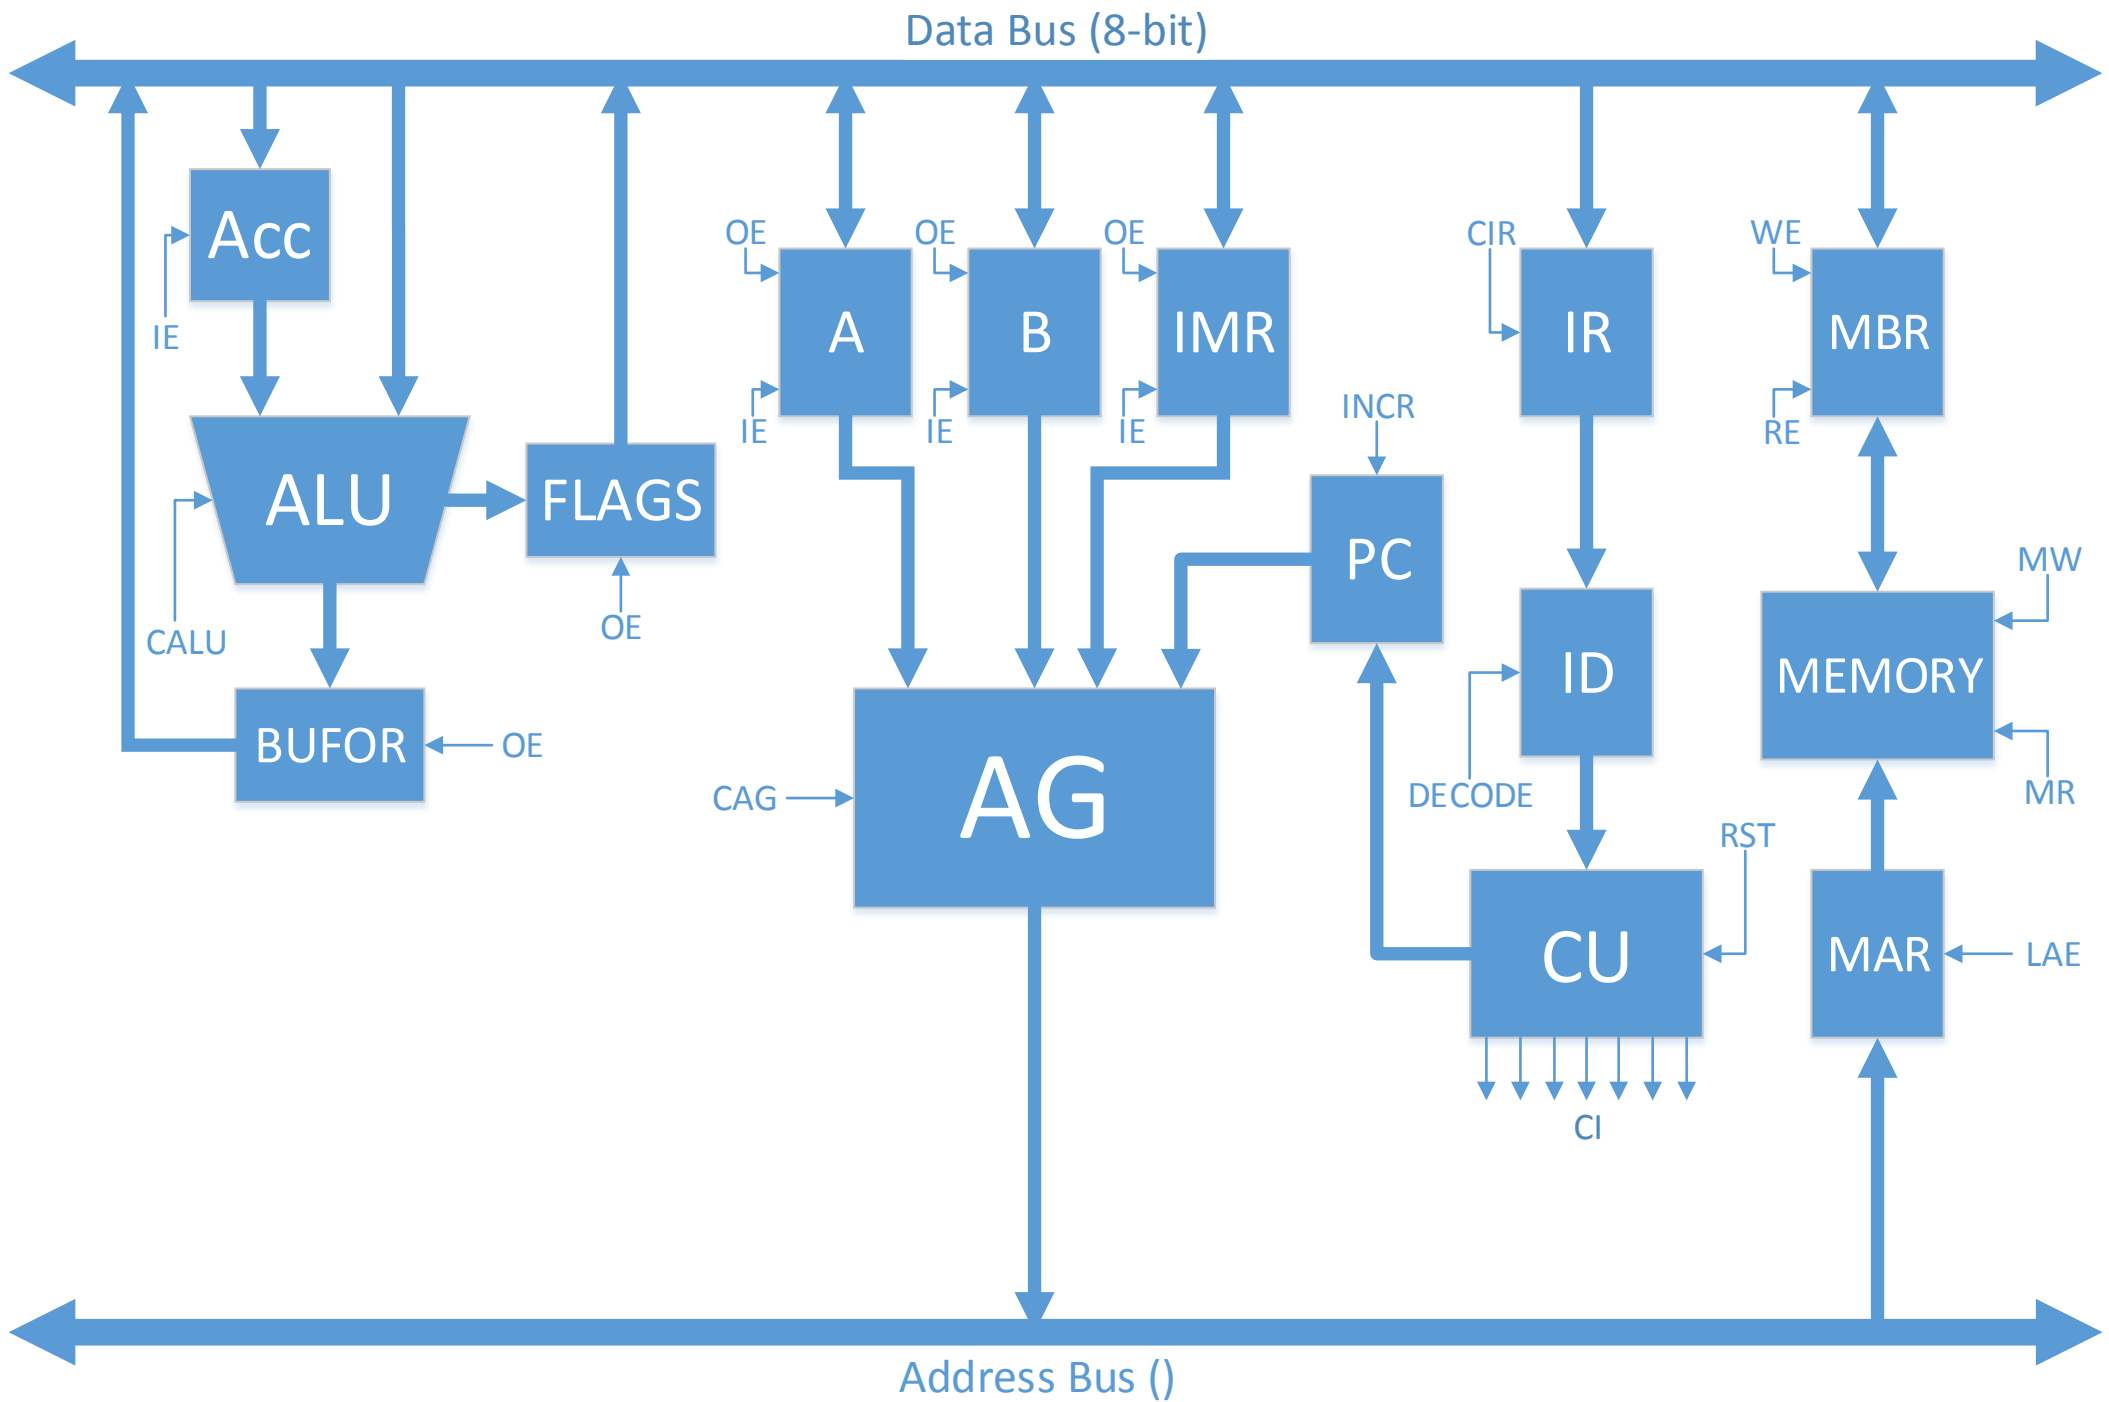 Data Bus (8-bit)
Acc
IE
ALU
CALU
FLAGS
OE
BUFOR
OE
OE
A
IE
OE
B
IE
OE
IMR
IE
INCR
PC
AG
CAG
CIR
IR
ID
DECODE
CU
RST
CI
WE
MBR
RE
MW
MEMORY
MR
MAR
LAE
Address Bus ()